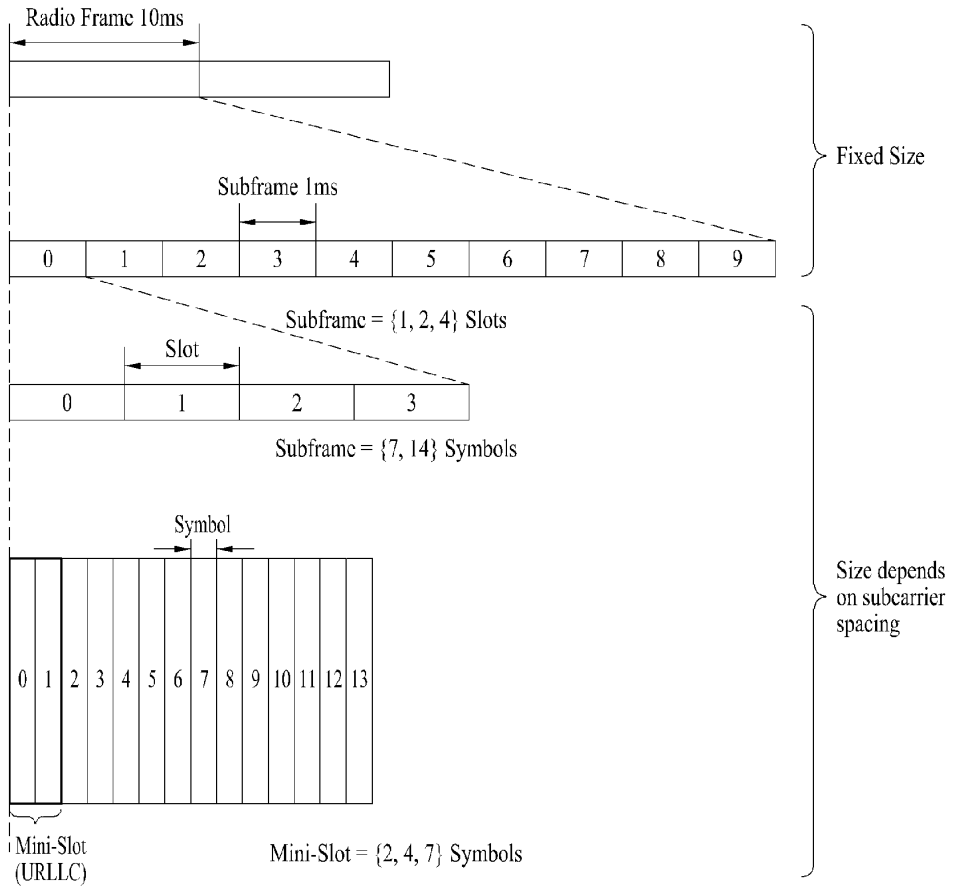 Radio Frame 10ms
Fixed Size
Subframe 1ms
0 1 2 3 4 5 6 7 8 9
Subframe = {1, 2, 4} Slots
Slot
0 1 2 3
Subframe = {7, 14} Symbols
Symbol
Size depends
on subcarrier
spacing
0 1 2 3 4 5 6 7 8 9 10 11 12 13
Mini-Slot
(URLLC)
Mini-Slot = {2, 4, 7} Symbols